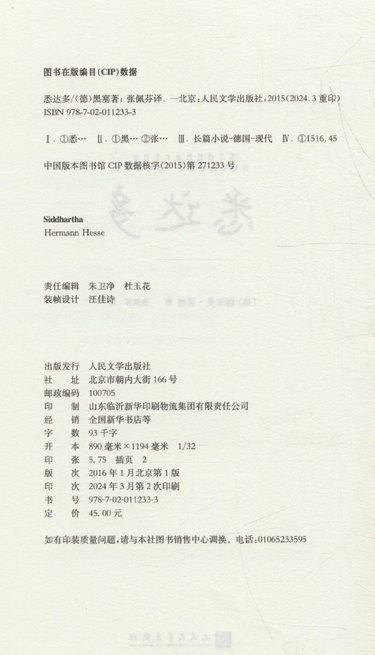 图书在版编目(CIP)数据
悉达多/(德)黑塞著;张佩芬译. —北京:人民文学出版社,2015(2024.3重印)
ISBN 978-7-02-011233-3
Ⅰ. ①悉… Ⅱ. ①黑… ②张… Ⅲ. 长篇小说-德国-现代 Ⅳ. ①I516.45
中国版本图书馆CIP数据核字(2015)第271233号
Siddhartha
Hermann Hesse
责任编辑 朱卫净 杜玉花
装帧设计 汪佳诗
出版发行 人民文学出版社
社 址 北京市朝内大街166号
邮政编码 100705
印 制 山东临沂新华印刷物流集团有限责任公司
经 销 全国新华书店等
字 数 93千字
开 本 890毫米×1194毫米 1/32
印 张 5.75 插页 2
版 次 2016年1月北京第1版
印 次 2024年3月第2次印刷
书 号 978-7-02-011233-3
定 价 45.00元
如有印装质量问题,请与本社图书销售中心调换。电话:01065233595